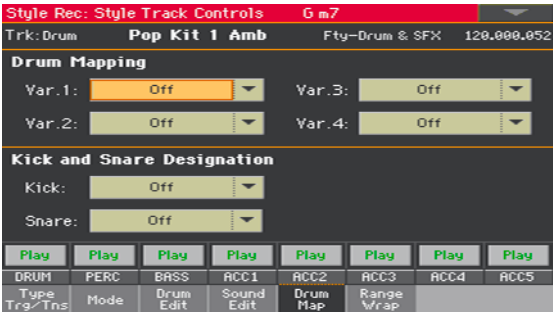 Style Rec: Style Track Controls G m7
Trk:Drum Pop Kit 1 Amb Fty-Drum & SFX 120.000.052
Drum Mapping
Var.1: Off Var.3: Off
Var.2: Off Var.4: Off
Kick and Snare Designation
Kick: Off
Snare: Off
Play Play Play Play Play Play Play Play
DRUM PERC BASS ACC1 ACC2 ACC3 ACC4 ACC5
Type Trg/Tns Mode Drum Edit Sound Edit Drum Map Range Wrap